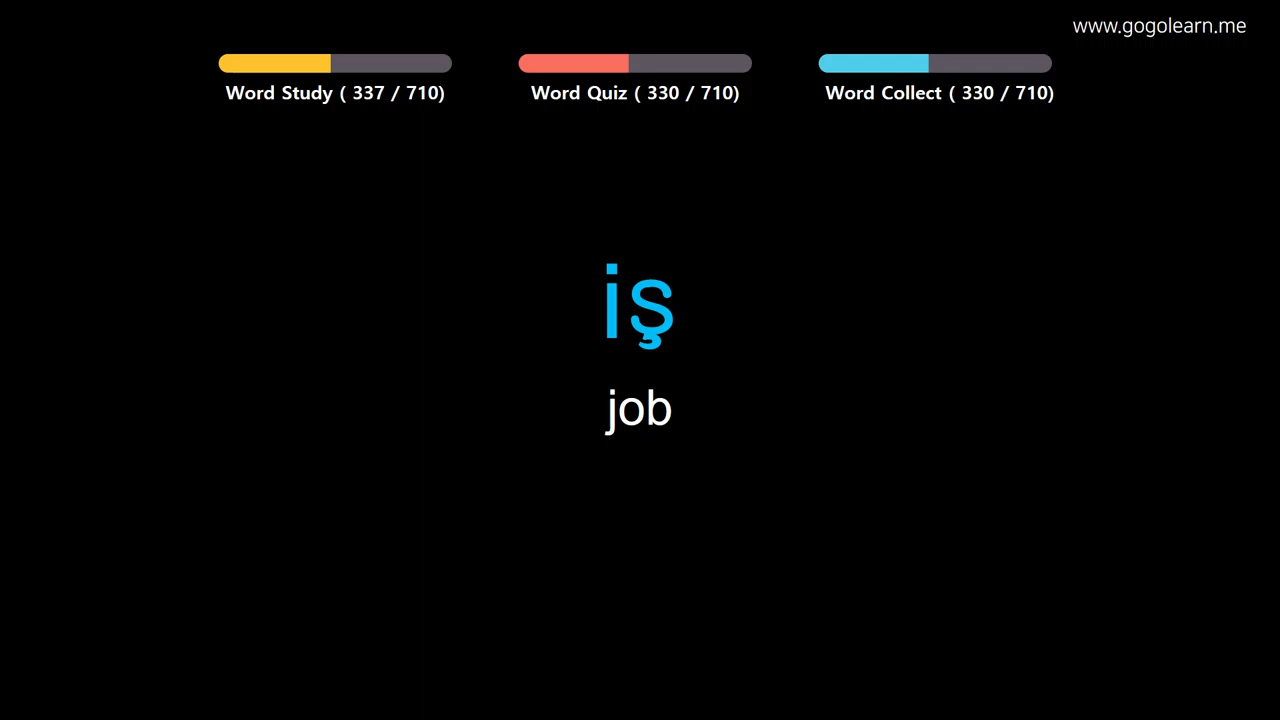 www.gogolearn.me
Word Study ( 337 / 710)
Word Quiz ( 330 / 710)
Word Collect ( 330 / 710)
iş
job